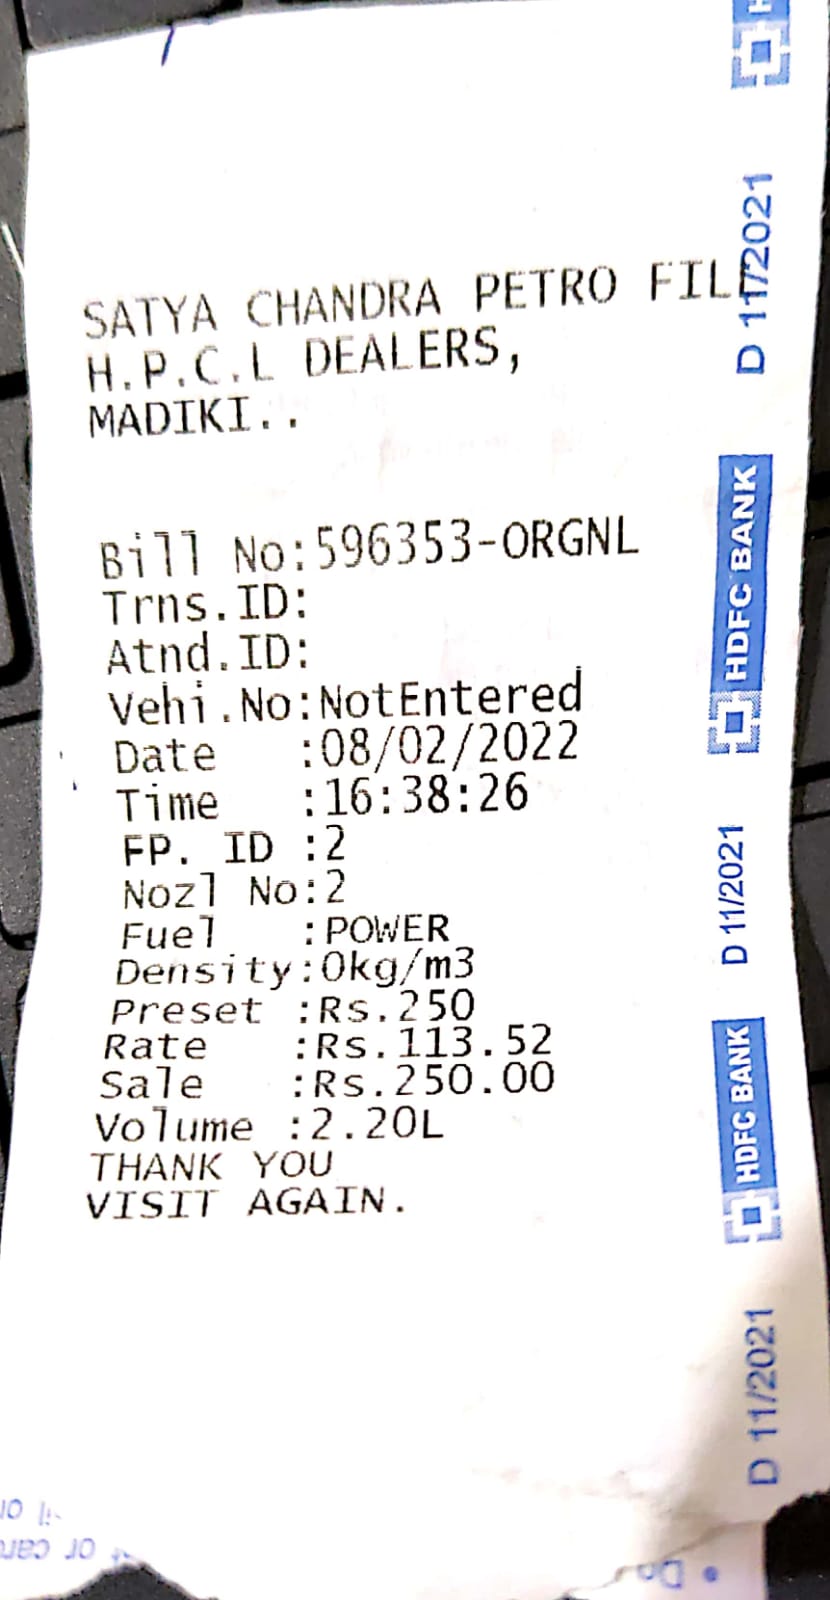 SATYA CHANDRA PETRO FILL
H.P.C.L DEALERS,
MADIKI..
Bill No:596353-ORGNL
Trns.ID:
Atnd.ID:
Vehi.No:NotEntered
Date :08/02/2022
Time :16:38:26
FP. ID :2
Nozl No:2
Fuel :POWER
Density:0kg/m3
Preset :Rs.250
Rate :Rs.113.52
Sale :Rs.250.00
Volume :2.20L
THANK YOU
VISIT AGAIN.
D 11/2021
HDFC BANK
D 11/2021
HDFC BANK
D 11/2021